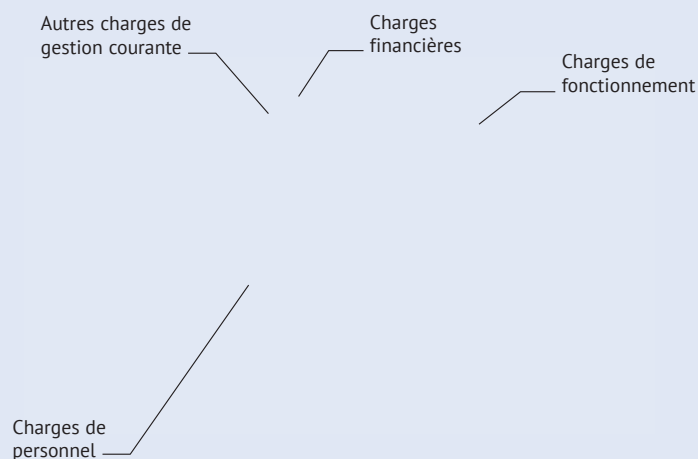 Autres charges de
gestion courante
Charges
financières
Charges de
fonctionnement
Charges de
personnel